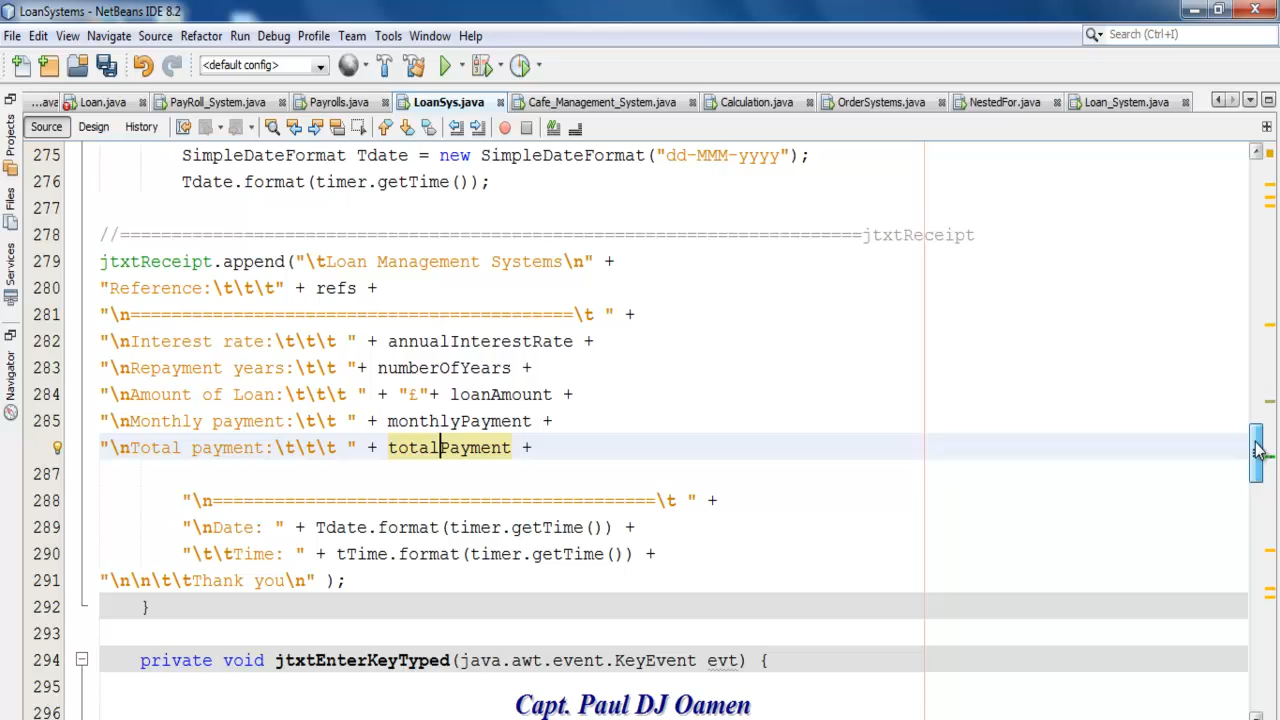 LoanSystems - NetBeans IDE 8.2
File Edit View Navigate Source Refactor Run Debug Profile Team Tools Window Help
Search (Ctrl+I)
<default config>
...ava Loan.java PayRoll_System.java Payrolls.java LoanSys.java Cafe_Management_System.java Calculation.java OrderSystems.java NestedFor.java Loan_System.java
Source Design History
Projects
Files
Services
Navigator
275 SimpleDateFormat Tdate = new SimpleDateFormat("dd-MMM-yyyy");
276 Tdate.format(timer.getTime());
277
278 //========================================================================jtxtReceipt
279 jtxtReceipt.append("\tLoan Management Systems\n" +
280 "Reference:\t\t\t" + refs +
281 "\n===========================================\t " +
282 "\nInterest rate:\t\t\t " + annualInterestRate +
283 "\nRepayment years:\t\t "+ numberOfYears +
284 "\nAmount of Loan:\t\t\t " + "£"+ loanAmount +
285 "\nMonthly payment:\t\t " + monthlyPayment +
"\nTotal payment:\t\t\t " + totalPayment +
287
288 "\n===========================================\t " +
289 "\nDate: " + Tdate.format(timer.getTime()) +
290 "\t\tTime: " + tTime.format(timer.getTime()) +
291 "\n\n\t\tThank you\n" );
292 }
293
294 private void jtxtEnterKeyTyped(java.awt.event.KeyEvent evt) {
295
296
Capt. Paul DJ Oamen